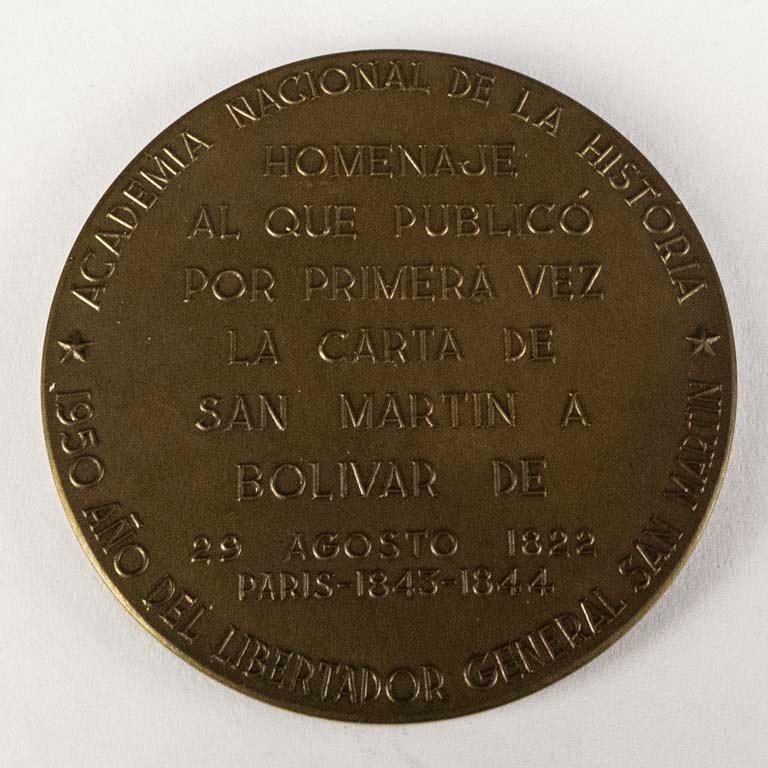 ACADEMIA NACIONAL DE LA HISTORIA
HOMENAJE
AL QUE PUBLICÓ
POR PRIMERA VEZ
LA CARTA DE
SAN MARTIN A
BOLIVAR DE
29 AGOSTO 1822
PARIS-1843-1844
1950 AÑO DEL LIBERTADOR GENERAL SAN MARTIN